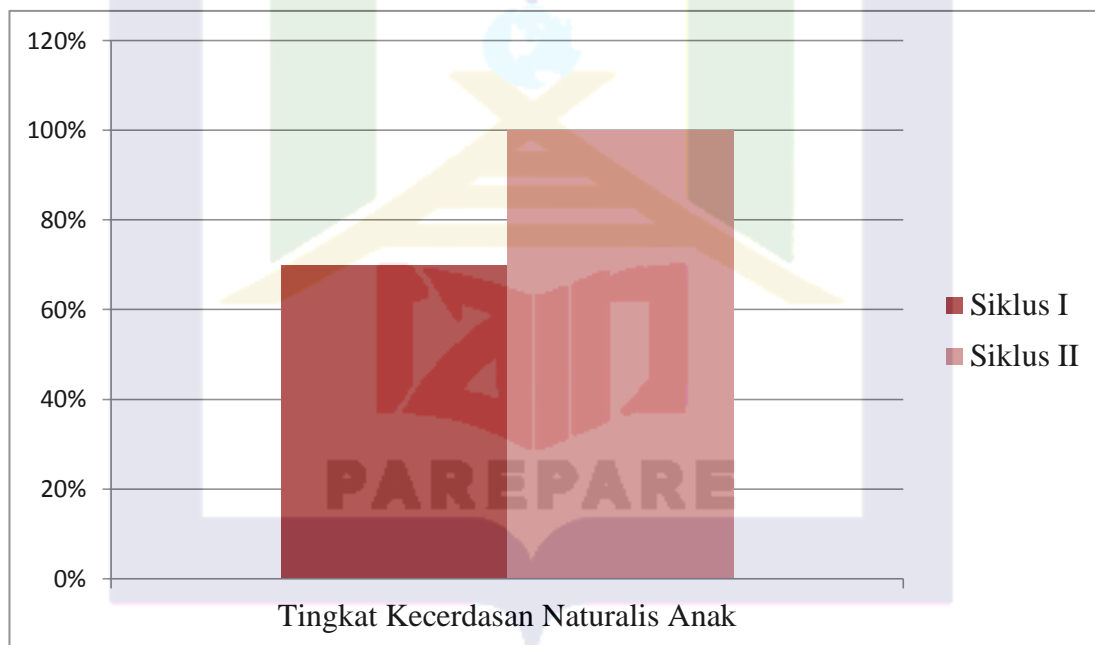 120%
100%
80%
60%
40%
20%
0%
Tingkat Kecerdasan Naturalis Anak
Siklus I
Siklus II
PAREPARE